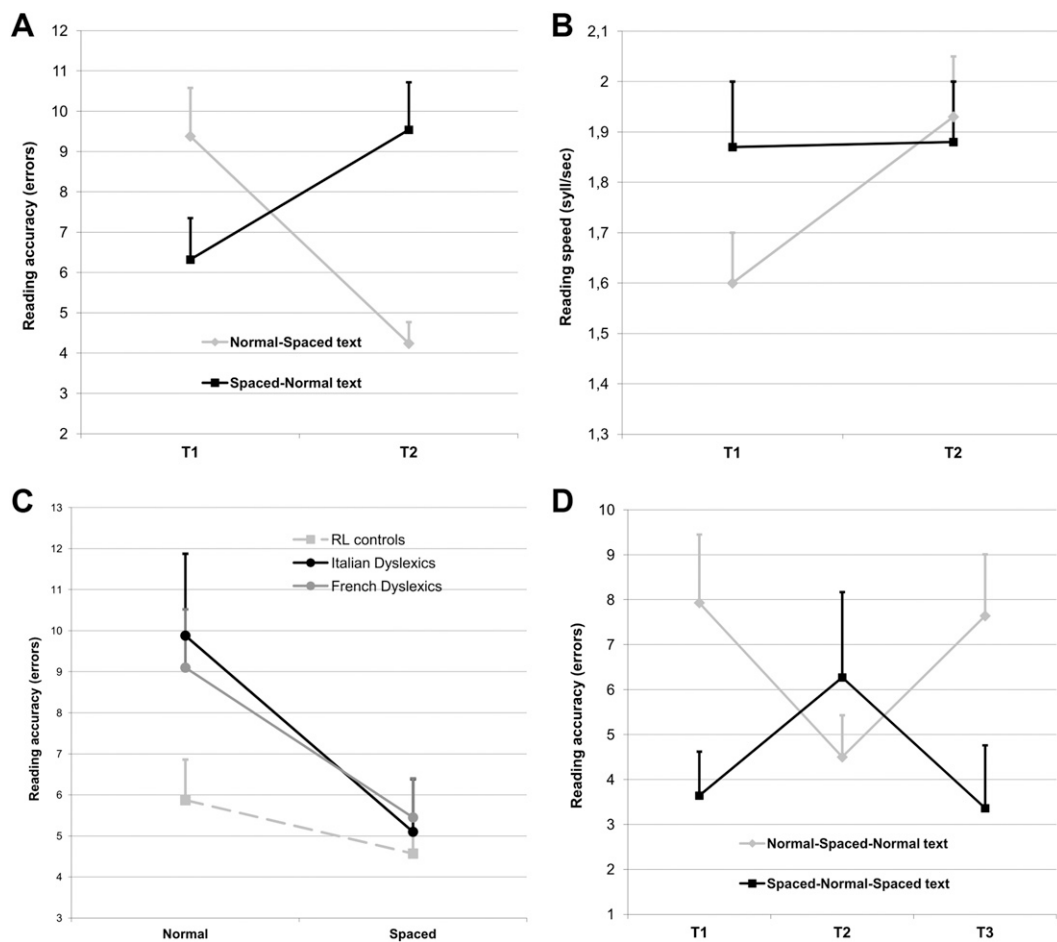 A
Reading accuracy (errors)
12
11
10
9
8
7
6
5
4
3
2
Normal-Spaced text
Spaced-Normal text
T1 T2
B
Reading speed (syll/sec)
2,1
2
1,9
1,8
1,7
1,6
1,5
1,4
1,3
T1 T2
C
Reading accuracy (errors)
13
12
11
10
9
8
7
6
5
4
3
RL controls
Italian Dyslexics
French Dyslexics
Normal Spaced
D
Reading accuracy (errors)
10
9
8
7
6
5
4
3
2
1
Normal-Spaced-Normal text
Spaced-Normal-Spaced text
T1 T2 T3